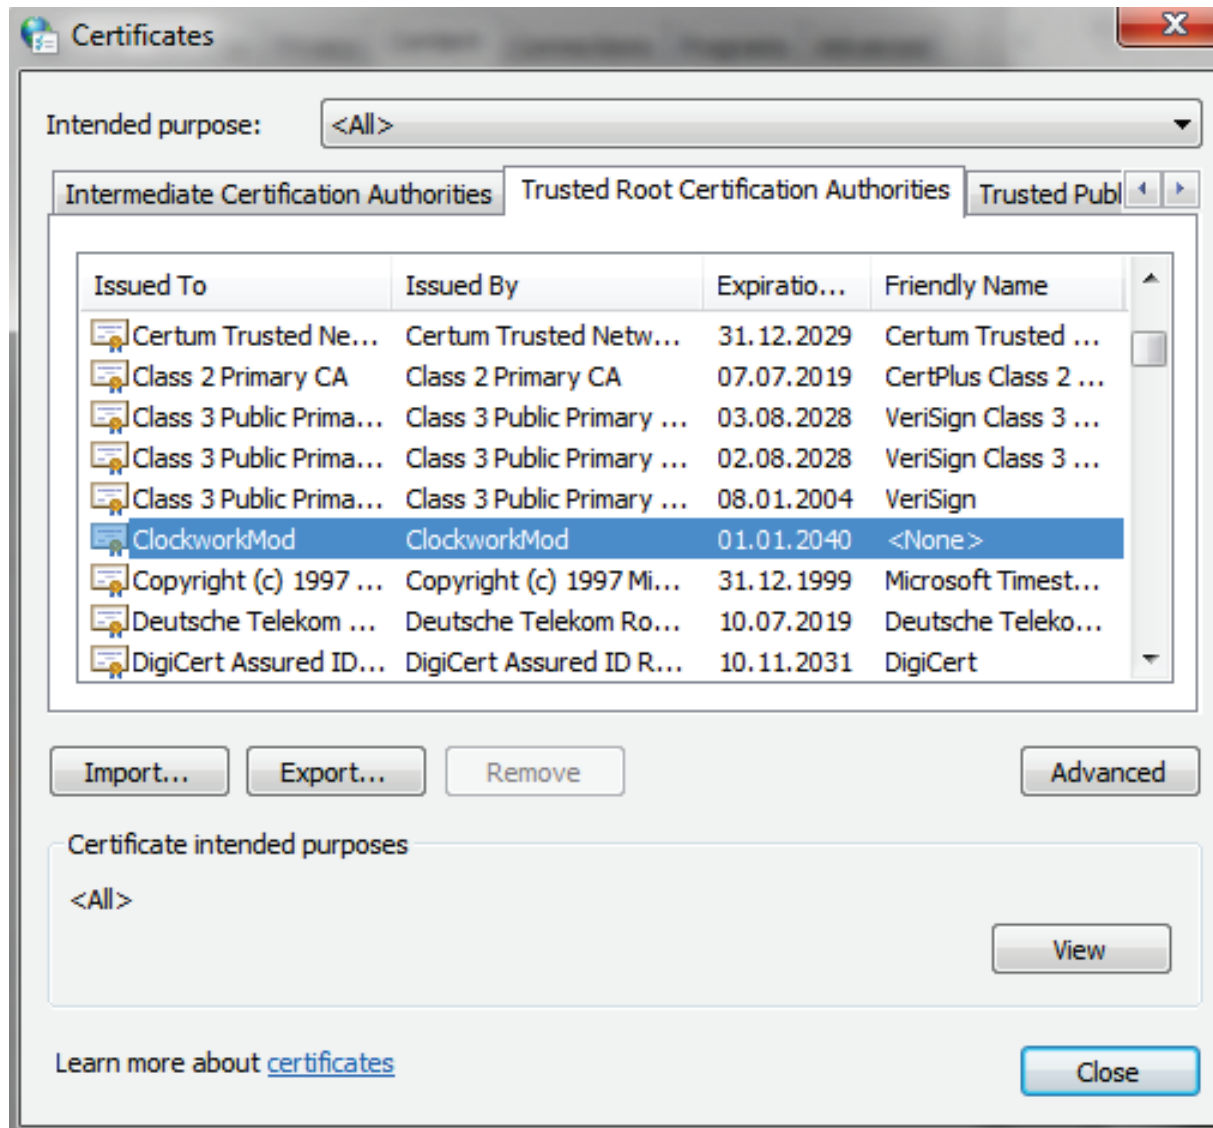 Certificates
Intended purpose: <All>
Intermediate Certification Authorities Trusted Root Certification Authorities Trusted Publ
Issued To Issued By Expiratio... Friendly Name
Certum Trusted Ne... Certum Trusted Netw... 31.12.2029 Certum Trusted ...
Class 2 Primary CA Class 2 Primary CA 07.07.2019 CertPlus Class 2 ...
Class 3 Public Prima... Class 3 Public Primary ... 03.08.2028 VeriSign Class 3 ...
Class 3 Public Prima... Class 3 Public Primary ... 02.08.2028 VeriSign Class 3 ...
Class 3 Public Prima... Class 3 Public Primary ... 08.01.2004 VeriSign
ClockworkMod ClockworkMod 01.01.2040 <None>
Copyright (c) 1997 ... Copyright (c) 1997 Mi... 31.12.1999 Microsoft Timest...
Deutsche Telekom ... Deutsche Telekom Ro... 10.07.2019 Deutsche Teleko...
DigiCert Assured ID... DigiCert Assured ID R... 10.11.2031 DigiCert
Import... Export... Remove Advanced
Certificate intended purposes
<All>
View
Learn more about certificates
Close